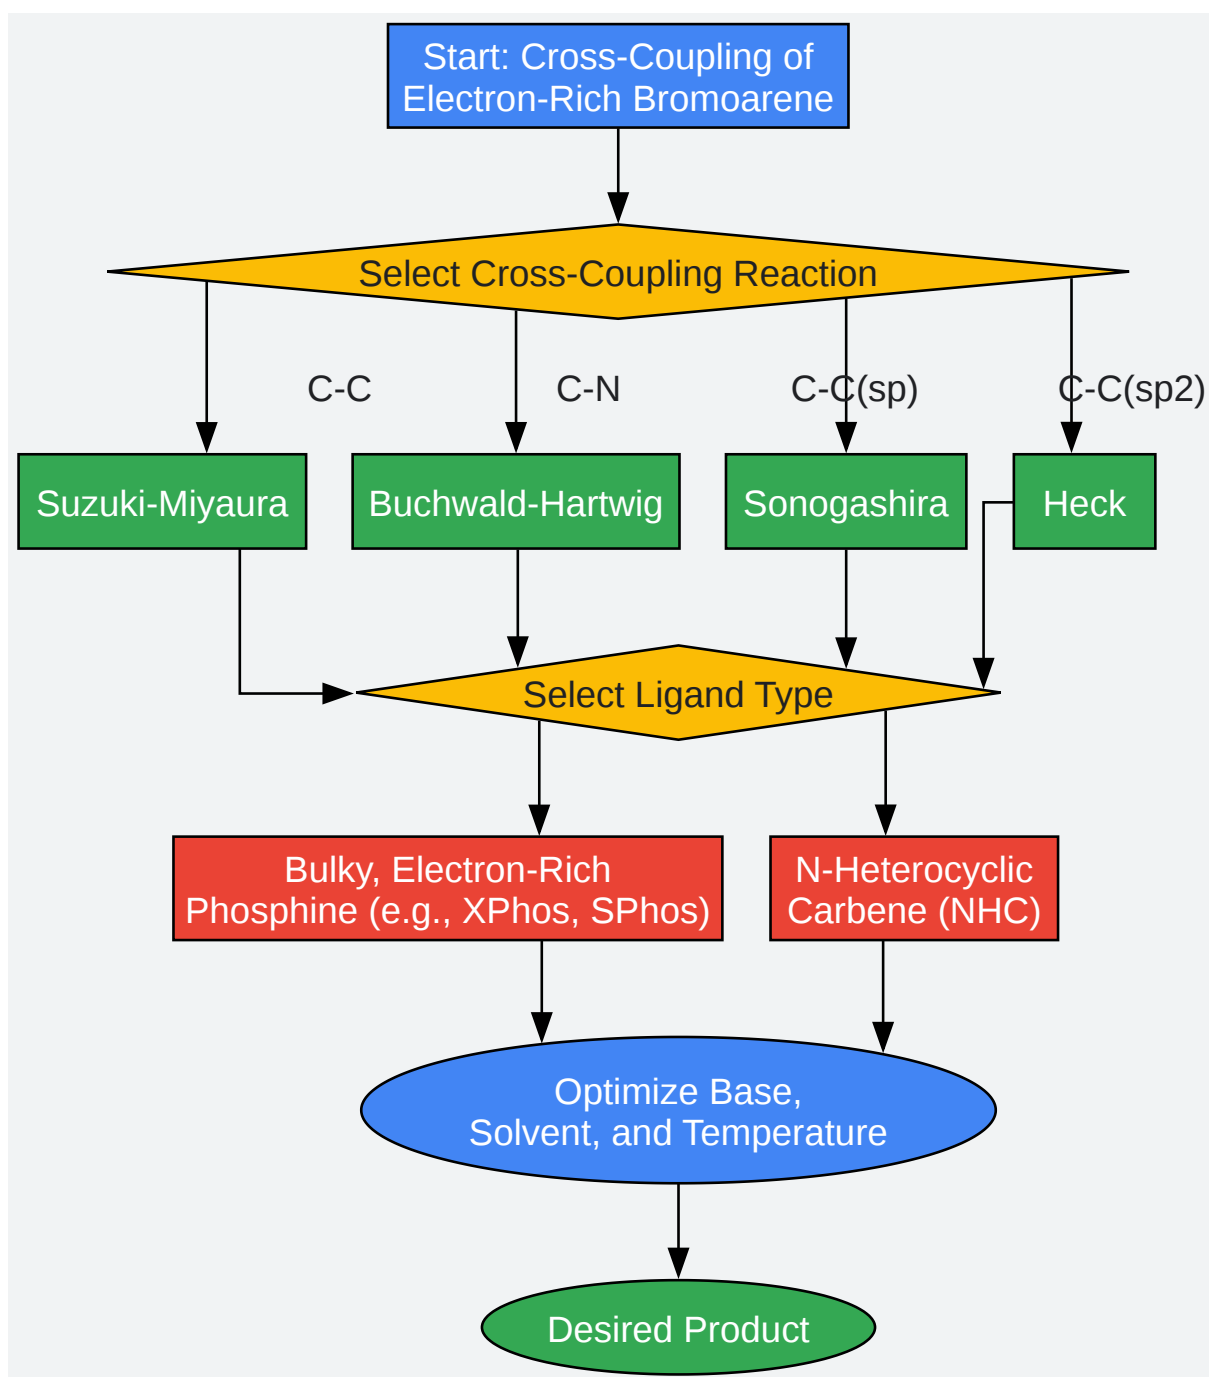 Start: Cross-Coupling of
Electron-Rich Bromoarene
Select Cross-Coupling Reaction
C-C
C-N
C-C(sp)
C-C(sp2)
Suzuki-Miyaura
Buchwald-Hartwig
Sonogashira
Heck
Select Ligand Type
Bulky, Electron-Rich
Phosphine (e.g., XPhos, SPhos)
N-Heterocyclic
Carbene (NHC)
Optimize Base,
Solvent, and Temperature
Desired Product